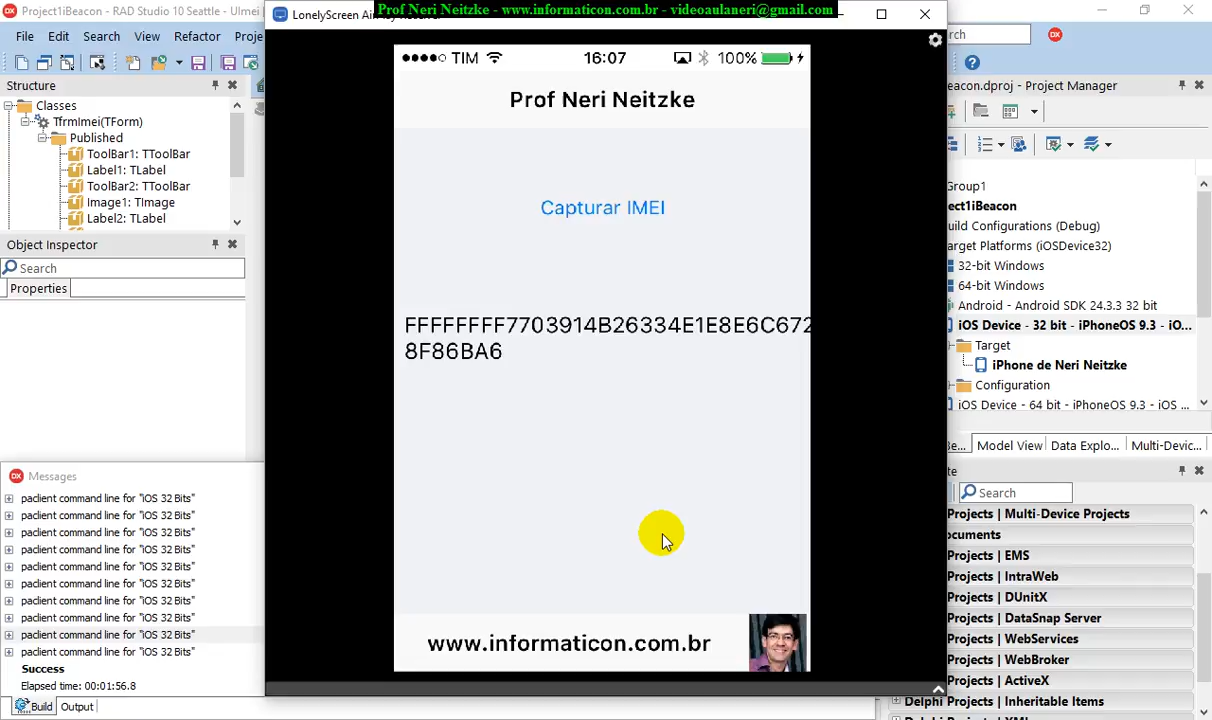 Project1iBeacon - RAD Studio 10 Seattle - UImei
LonelyScreen
Prof Neri Neitzke - www.informaticon.com.br - videoaulaneri@gmail.com
File Edit Search View Refactor
Structure
Classes
TfrmImei(TForm)
Published
ToolBar1: TToolBar
Label1: TLabel
ToolBar2: TToolBar
Image1: TImage
Label2: TLabel
Object Inspector
Search
Properties
Messages
paclient command line for "iOS 32 Bits"
paclient command line for "iOS 32 Bits"
paclient command line for "iOS 32 Bits"
paclient command line for "iOS 32 Bits"
paclient command line for "iOS 32 Bits"
paclient command line for "iOS 32 Bits"
paclient command line for "iOS 32 Bits"
paclient command line for "iOS 32 Bits"
paclient command line for "iOS 32 Bits"
paclient command line for "iOS 32 Bits"
Success
Elapsed time: 00:01:56.8
Build Output
TIM 16:07 100%
Prof Neri Neitzke
Capturar IMEI
FFFFFFFF7703914B26334E1E8E6C672
8F86BA6
www.informaticon.com.br
eacon.dproj - Project Manager
Group1
ect1iBeacon
uild Configurations (Debug)
arget Platforms (iOSDevice32)
32-bit Windows
64-bit Windows
Android - Android SDK 24.3.3 32 bit
iOS Device - 32 bit - iPhoneOS 9.3 - iO...
Target
iPhone de Neri Neitzke
Configuration
iOS Device - 64 bit - iPhoneOS 9.3 - iOS ...
Be... Model View Data Explo... Multi-Devic...
Search
Projects | Multi-Device Projects
ocuments
Projects | EMS
Projects | IntraWeb
Projects | DUnitX
Projects | DataSnap Server
Projects | WebServices
Projects | WebBroker
Projects | ActiveX
Delphi Projects | Inheritable Items